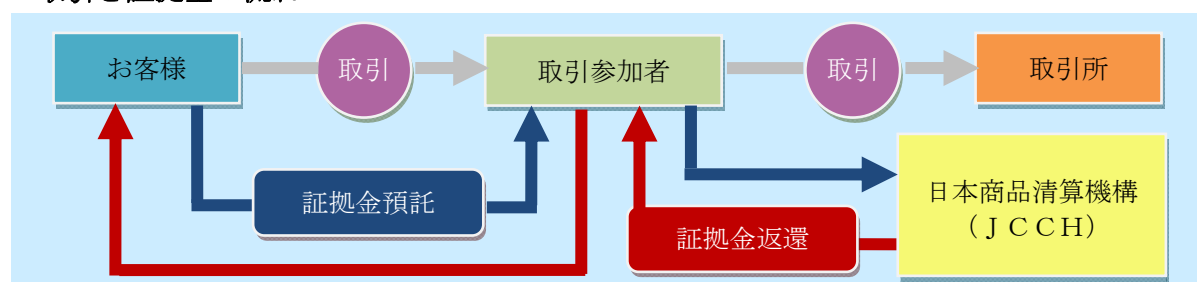 お客様
取引
取引参加者
取引
取引所
証拠金預託
証拠金返還
日本商品清算機構
（ＪＣＣＨ）